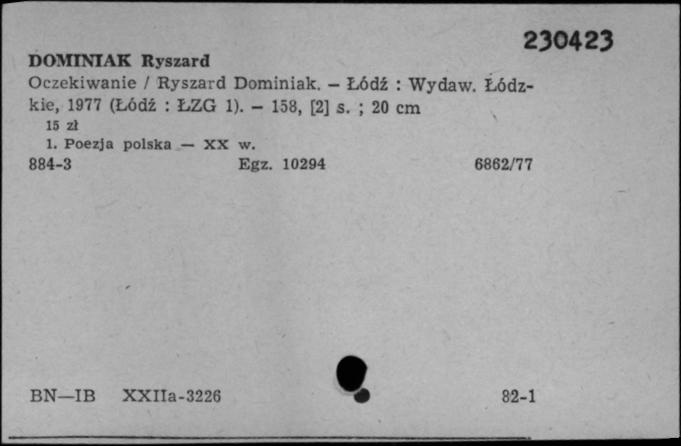 230423
DOMINIAK Ryszard
Oczekiwanie / Ryszard Dominiak. — Łódź : Wydaw. Łódz-
kie, 1977 (Łódź : ŁZG 1). — 158, [2] s. ; 20 cm
15 zł
1. Poezja polska — XX w.
884-3 Egz. 10294 6862/77
BN—IB XXIIa-3226 82-1